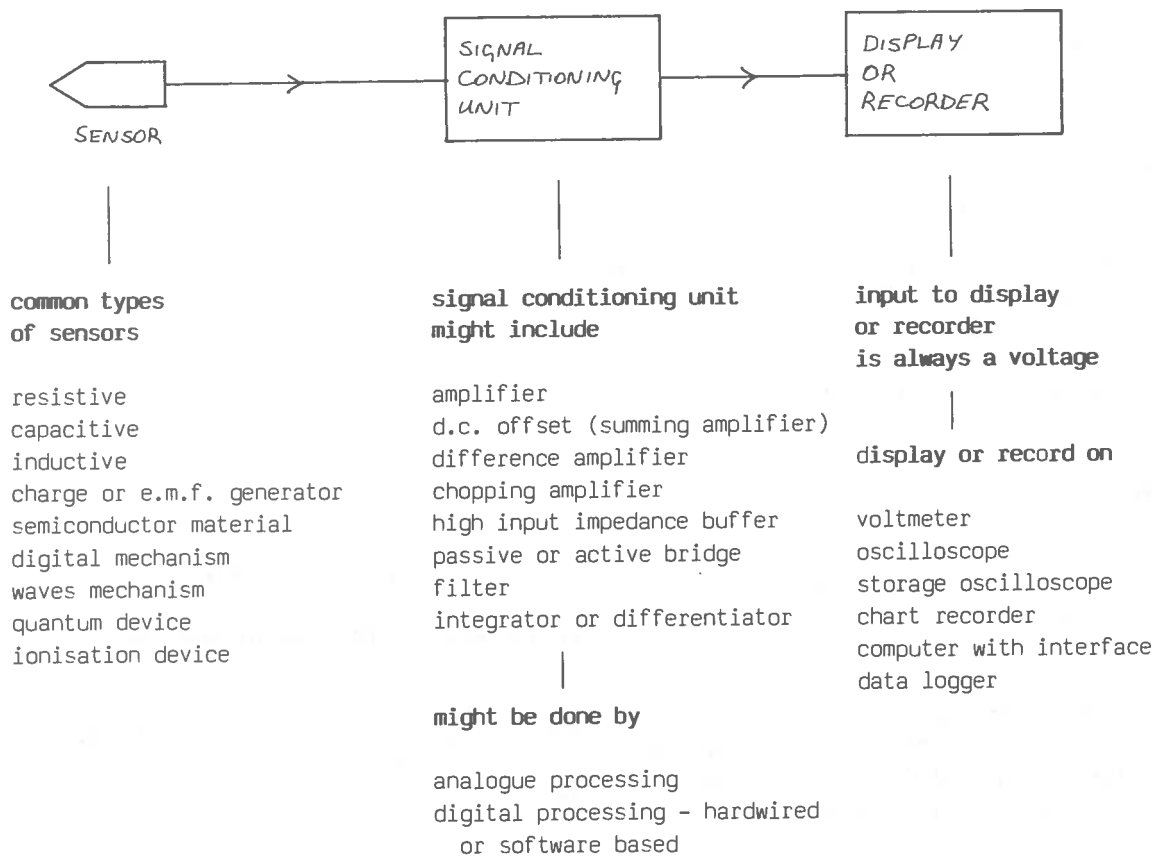 SENSOR
SIGNAL
CONDITIONING
UNIT
DISPLAY
OR
RECORDER
common types
of sensors
resistive
capacitive
inductive
charge or e.m.f. generator
semiconductor material
digital mechanism
waves mechanism
quantum device
ionisation device
signal conditioning unit
might include
amplifier
d.c. offset (summing amplifier)
difference amplifier
chopping amplifier
high input impedance buffer
passive or active bridge
filter
integrator or differentiator
might be done by
analogue processing
digital processing - hardwired
or software based
input to display
or recorder
is always a voltage
display or record on
voltmeter
oscilloscope
storage oscilloscope
chart recorder
computer with interface
data logger